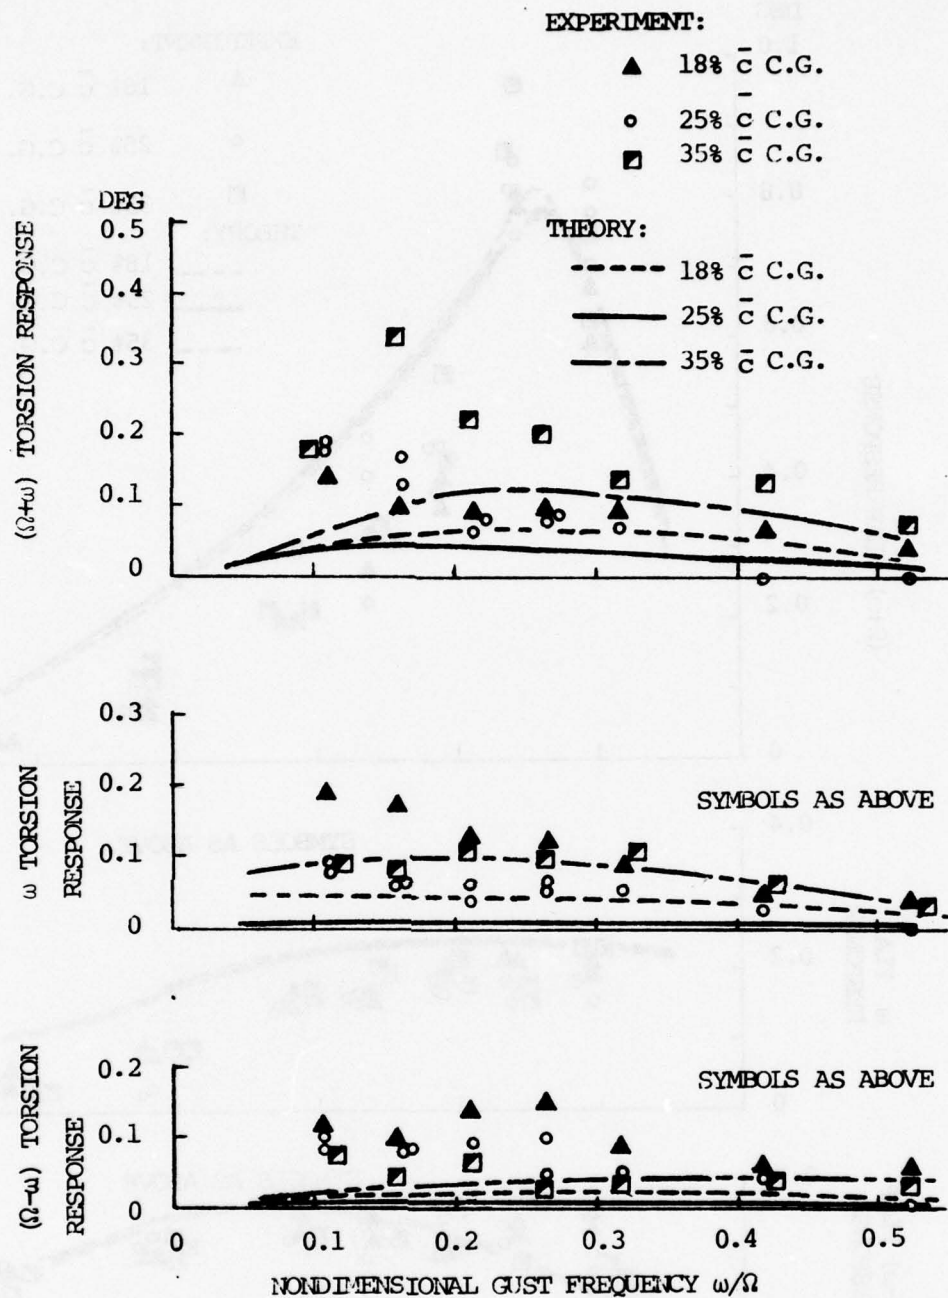 EXPERIMENT:
18% c̄ C.G.
25% c̄ C.G.
35% c̄ C.G.
THEORY:
18% c̄ C.G.
25% c̄ C.G.
35% c̄ C.G.
DEG
0.5
0.4
0.3
0.2
0.1
0
(Ω+ω) TORSION RESPONSE
0.3
0.2
0.1
0
ω TORSION
RESPONSE
SYMBOLS AS ABOVE
0.2
0.1
0
(Ω-ω) TORSION
RESPONSE
SYMBOLS AS ABOVE
0 0.1 0.2 0.3 0.4 0.5
NONDIMENSIONAL GUST FREQUENCY ω/Ω